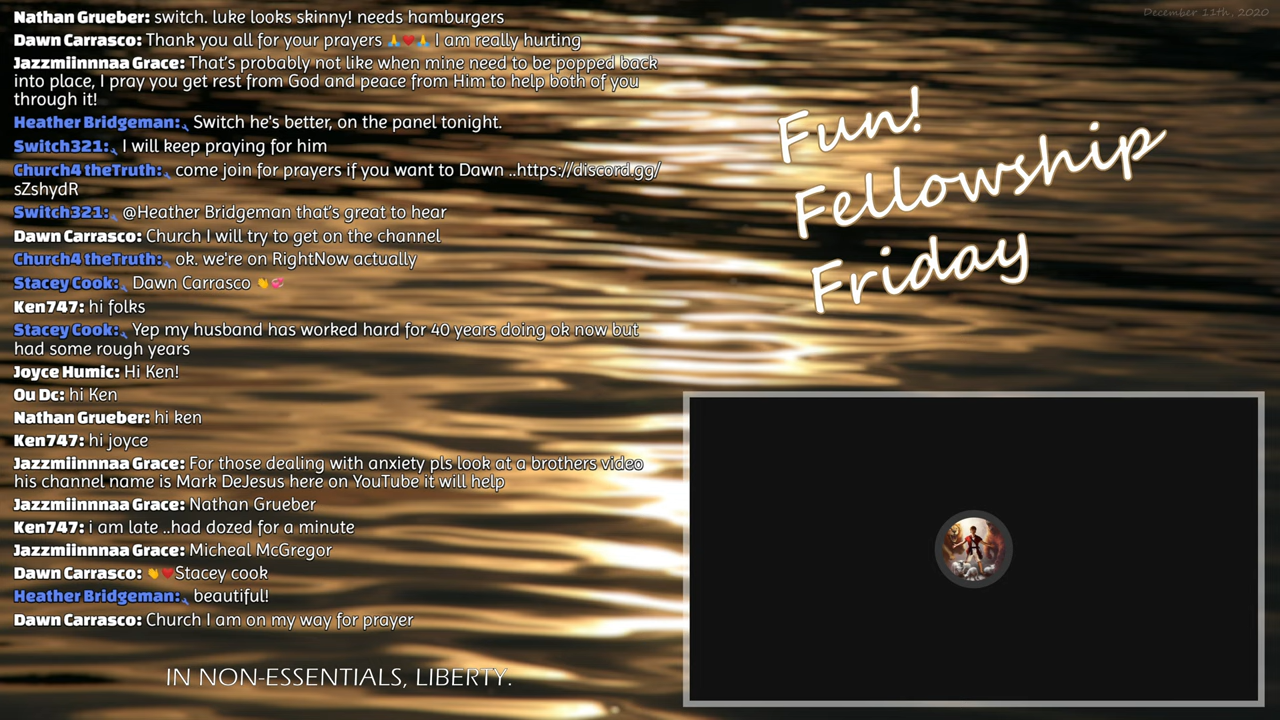 Nathan Grueber: switch. luke looks skinny! needs hamburgers
Dawn Carrasco: Thank you all for your prayers 🙏❤️🙏 I am really hurting
Jazzmiinnnaa Grace: That's probably not like when mine need to be popped back
into place, I pray you get rest from God and peace from Him to help both of you
through it!
Heather Bridgeman: Switch he's better, on the panel tonight.
Switch321: I will keep praying for him
Church4 theTruth: come join for prayers if you want to Dawn ..https://discord.gg/
sZshydR
Switch321: @Heather Bridgeman that's great to hear
Dawn Carrasco: Church I will try to get on the channel
Church4 theTruth: ok. we're on RightNow actually
Stacey Cook: Dawn Carrasco 👏💞
Ken747: hi folks
Stacey Cook: Yep my husband has worked hard for 40 years doing ok now but
had some rough years
Joyce Humic: Hi Ken!
Ou Dc: hi Ken
Nathan Grueber: hi ken
Ken747: hi joyce
Jazzmiinnnaa Grace: For those dealing with anxiety pls look at a brothers video
his channel name is Mark DeJesus here on YouTube it will help
Jazzmiinnnaa Grace: Nathan Grueber
Ken747: i am late ..had dozed for a minute
Jazzmiinnnaa Grace: Micheal McGregor
Dawn Carrasco: 👏❤️Stacey cook
Heather Bridgeman: beautiful!
Dawn Carrasco: Church I am on my way for prayer
IN NON-ESSENTIALS, LIBERTY.
December 11th, 2020
Fun!
Fellowship
Friday